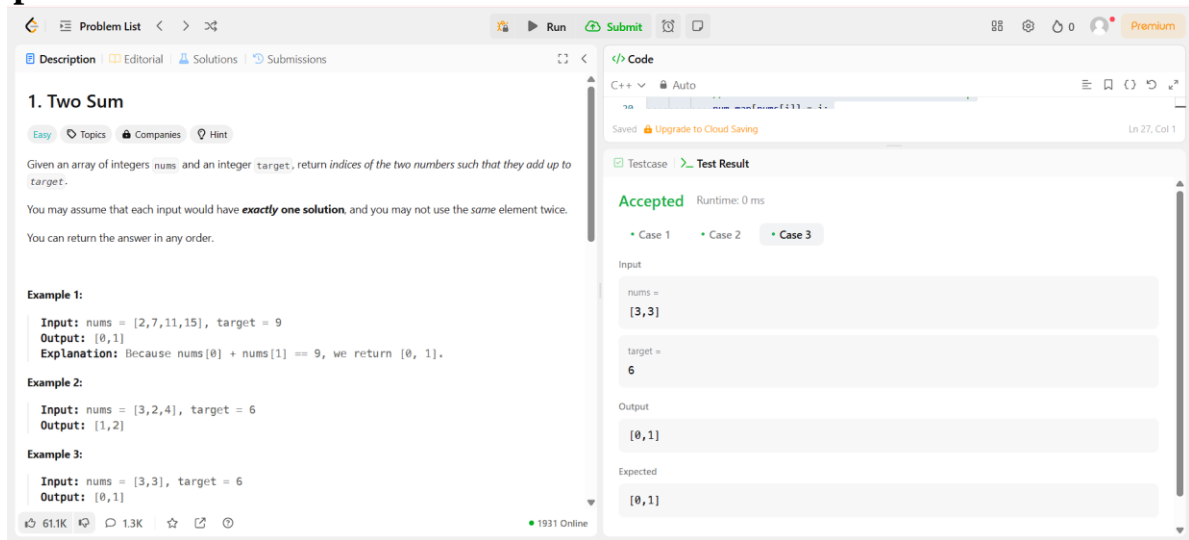 Problem List
Run
Submit
0
Premium
Description
Editorial
Solutions
Submissions
1. Two Sum
Easy
Topics
Companies
Hint
Given an array of integers nums and an integer target, return indices of the two numbers such that they add up to
target.
You may assume that each input would have exactly one solution, and you may not use the same element twice.
You can return the answer in any order.
Example 1:
Input: nums = [2,7,11,15], target = 9
Output: [0,1]
Explanation: Because nums[0] + nums[1] == 9, we return [0, 1].
Example 2:
Input: nums = [3,2,4], target = 6
Output: [1,2]
Example 3:
Input: nums = [3,3], target = 6
Output: [0,1]
61.1K
1.3K
1931 Online
</> Code
C++
Auto
20 num_map[nums[i]] = i;
Saved
Upgrade to Cloud Saving
Ln 27, Col 1
Testcase
>_ Test Result
Accepted
Runtime: 0 ms
• Case 1
• Case 2
• Case 3
Input
nums =
[3,3]
target =
6
Output
[0,1]
Expected
[0,1]